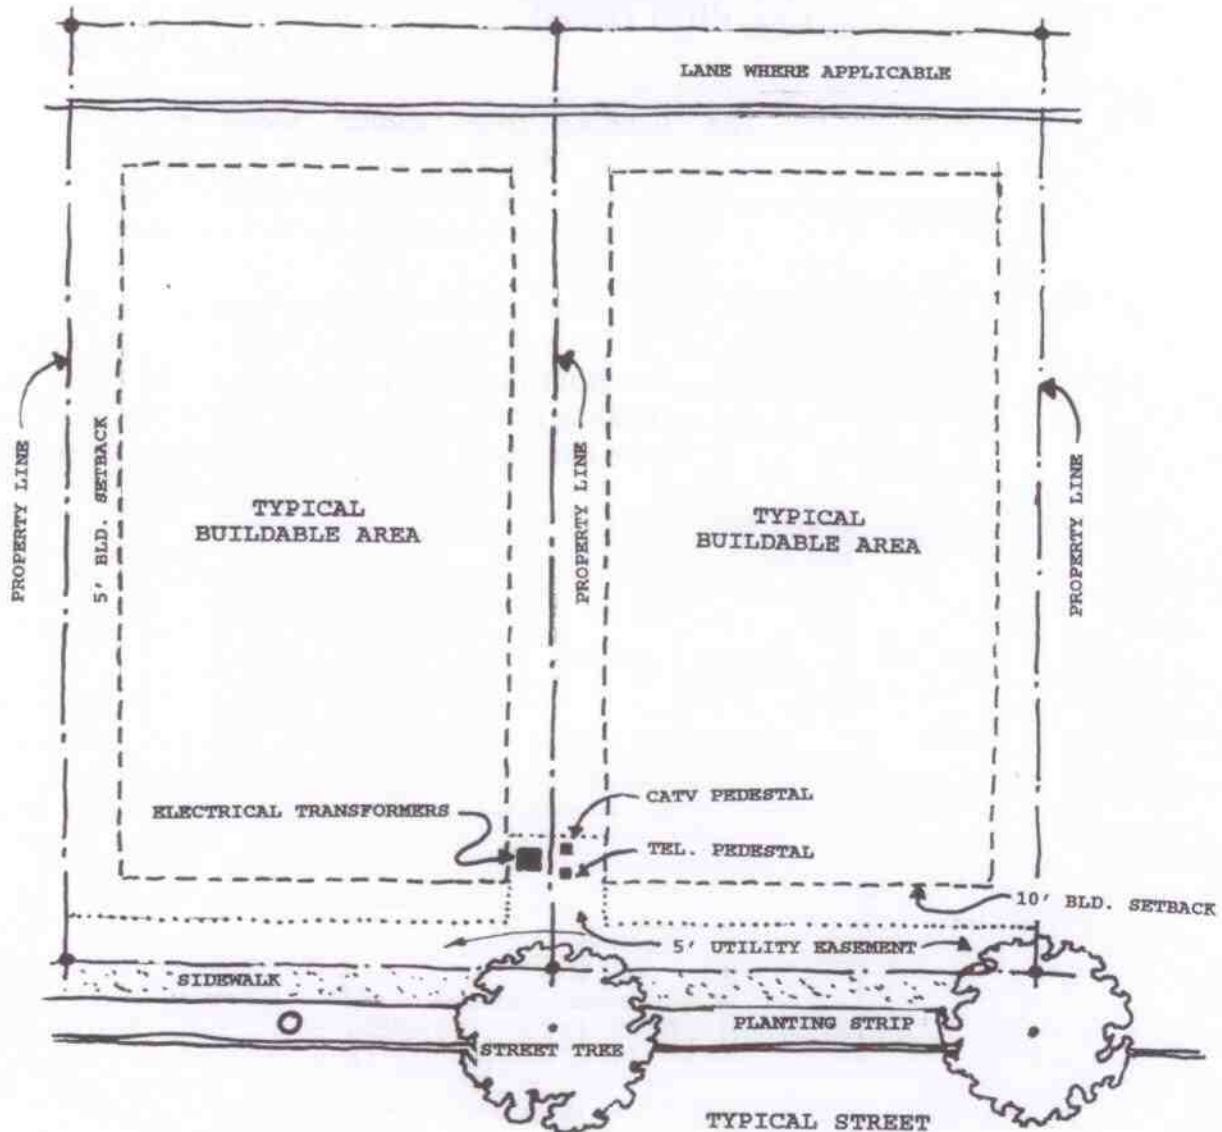 LANE WHERE APPLICABLE
PROPERTY LINE
5' BLD. SETBACK
TYPICAL
BUILDABLE AREA
PROPERTY LINE
TYPICAL
BUILDABLE AREA
PROPERTY LINE
ELECTRICAL TRANSFORMERS
CATV PEDESTAL
TEL. PEDESTAL
10' BLD. SETBACK
5' UTILITY EASEMENT
SIDEWALK
PLANTING STRIP
STREET TREE
TYPICAL STREET